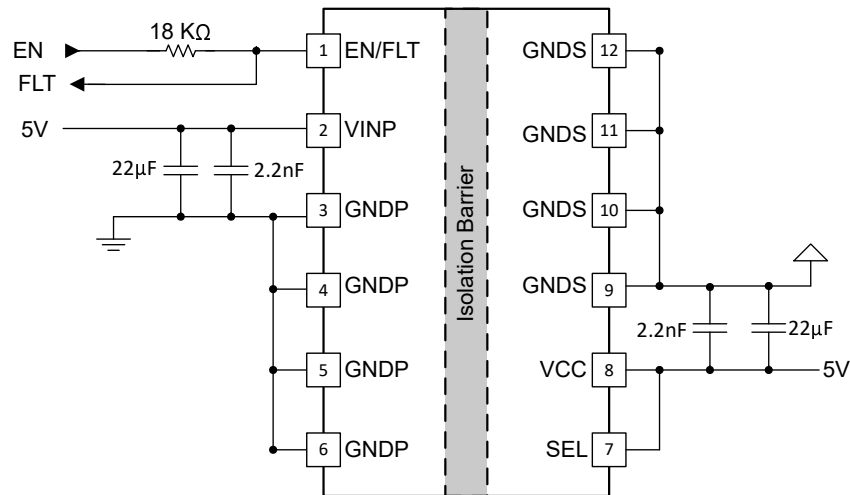 18 KΩ
EN
FLT
1 EN/FLT
5V
2 VINP
22µF
2.2nF
3 GNDP
4 GNDP
5 GNDP
6 GNDP
Isolation Barrier
GNDS 12
GNDS 11
GNDS 10
GNDS 9
2.2nF
22µF
VCC 8
5V
SEL 7